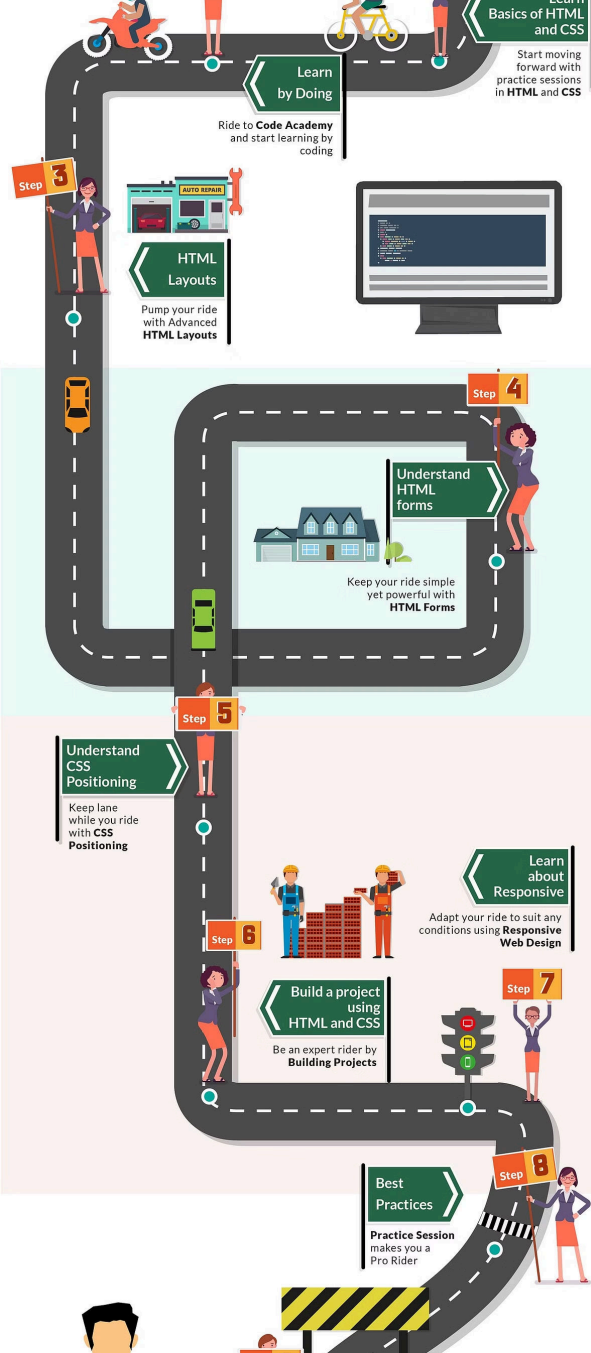 Learn
Basics of HTML
and CSS
Start moving
forward with
practice sessions
in HTML and CSS
Learn
by Doing
Ride to Code Academy
and start learning by
coding
Step 3
AUTO REPAIR
HTML
Layouts
Pump your ride
with Advanced
HTML Layouts
Step 4
Understand
HTML
forms
Keep your ride simple
yet powerful with
HTML Forms
Step 5
Understand
CSS
Positioning
Keep lane
while you ride
with CSS
Positioning
Step 6
Build a project
using
HTML and CSS
Be an expert rider by
Building Projects
Learn
about
Responsive
Adapt your ride to suit any
conditions using Responsive
Web Design
Step 7
Step 8
Best
Practices
Practice Session
makes you a
Pro Rider